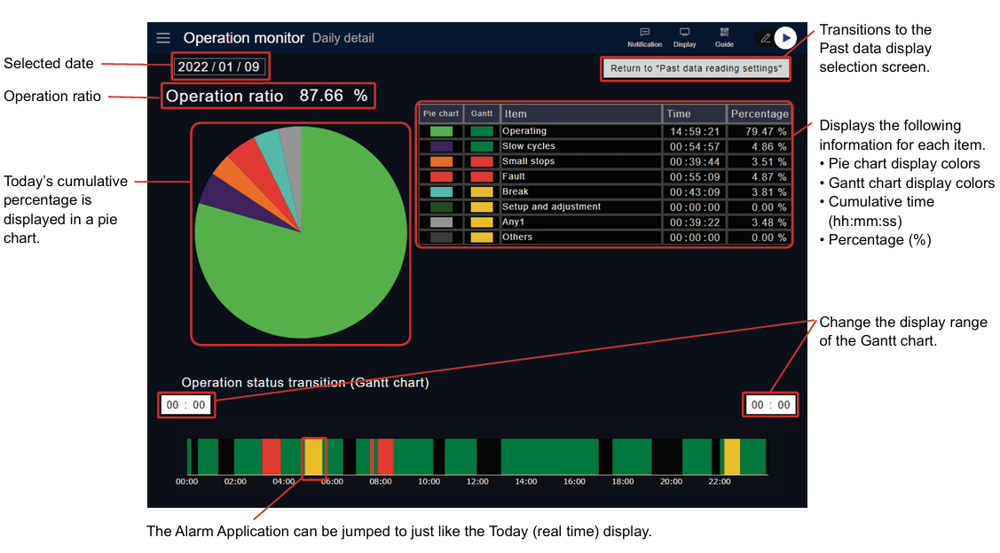 Operation monitor Daily detail
Notification
Display
Guide
Transitions to the
Past data display
selection screen.
Selected date
2022 / 01 / 09
Return to "Past data reading settings"
Operation ratio
Operation ratio 87.66 %
Pie chart Gantt Item Time Percentage
Operating 14:59:21 79.47 %
Slow cycles 00:54:57 4.86 %
Small stops 00:39:44 3.51 %
Fault 00:55:09 4.87 %
Break 00:43:09 3.81 %
Setup and adjustment 00:00:00 0.00 %
Any1 00:39:22 3.48 %
Others 00:00:00 0.00 %
Displays the following
information for each item.
• Pie chart display colors
• Gantt chart display colors
• Cumulative time
(hh:mm:ss)
• Percentage (%)
Today’s cumulative
percentage is
displayed in a pie
chart.
Change the display range
of the Gantt chart.
Operation status transition (Gantt chart)
00 : 00
00 : 00
00:00 02:00 04:00 06:00 08:00 10:00 12:00 14:00 16:00 18:00 20:00 22:00
The Alarm Application can be jumped to just like the Today (real time) display.